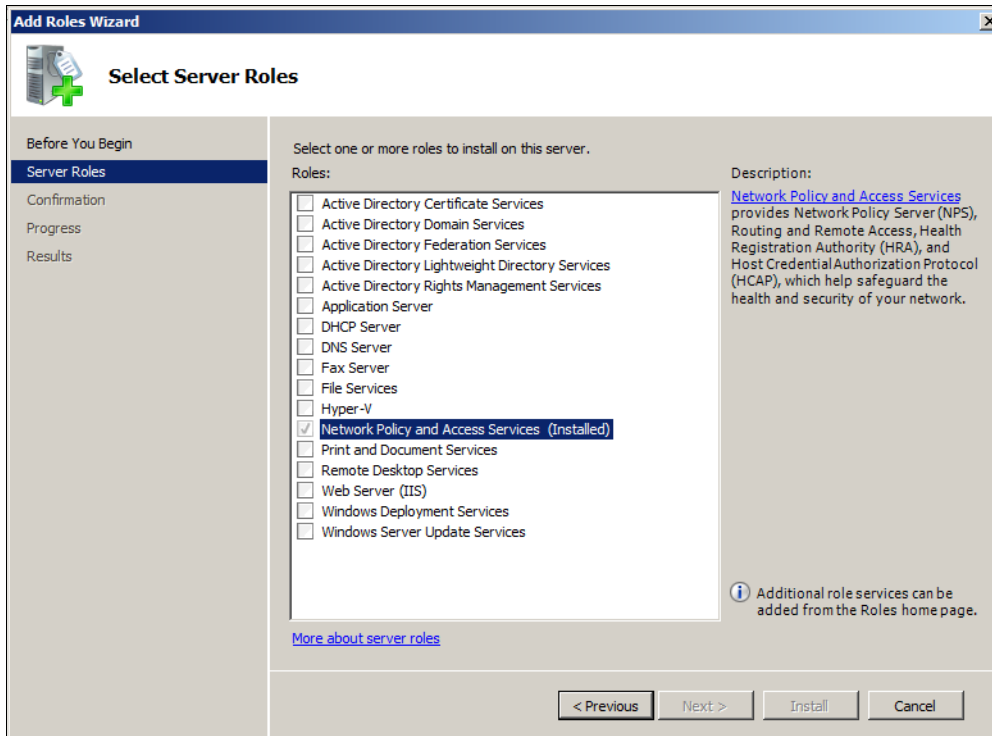 Add Roles Wizard
Select Server Roles
Before You Begin
Server Roles
Confirmation
Progress
Results
Select one or more roles to install on this server.
Roles:
Active Directory Certificate Services
Active Directory Domain Services
Active Directory Federation Services
Active Directory Lightweight Directory Services
Active Directory Rights Management Services
Application Server
DHCP Server
DNS Server
Fax Server
File Services
Hyper-V
Network Policy and Access Services (Installed)
Print and Document Services
Remote Desktop Services
Web Server (IIS)
Windows Deployment Services
Windows Server Update Services
More about server roles
Description:
Network Policy and Access Services
provides Network Policy Server (NPS),
Routing and Remote Access, Health
Registration Authority (HRA), and
Host Credential Authorization Protocol
(HCAP), which help safeguard the
health and security of your network.
Additional role services can be
added from the Roles home page.
< Previous
Next >
Install
Cancel